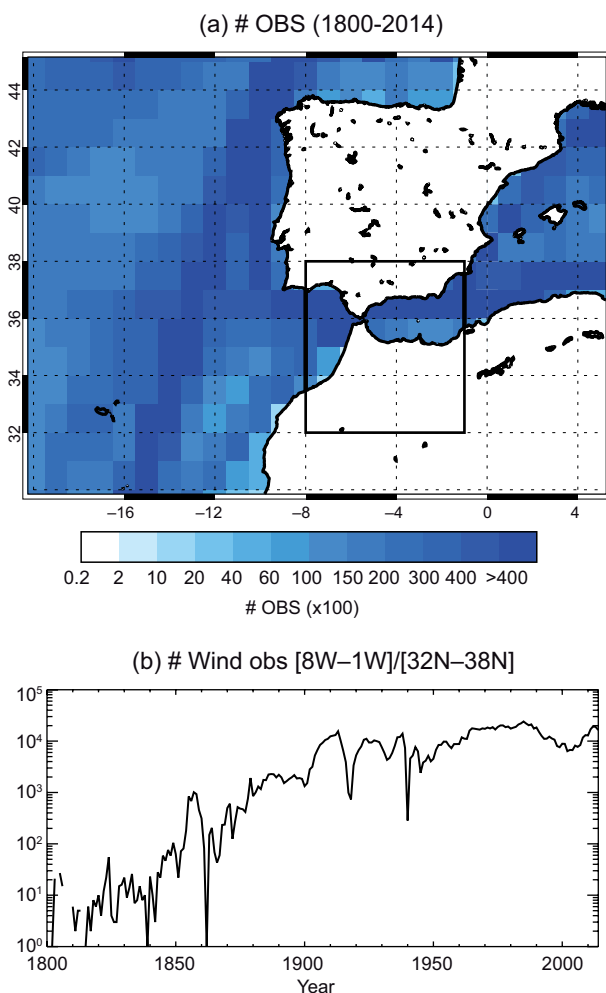 (a) # OBS (1800-2014)
44
42
40
38
36
34
32
−16 −12 −8 −4 0 4
0.2 2 10 20 40 60 100 150 200 300 400 >400
# OBS (x100)
(b) # Wind obs [8W–1W]/[32N–38N]
10⁵
10⁴
10³
10²
10¹
10⁰
1800 1850 1900 1950 2000
Year